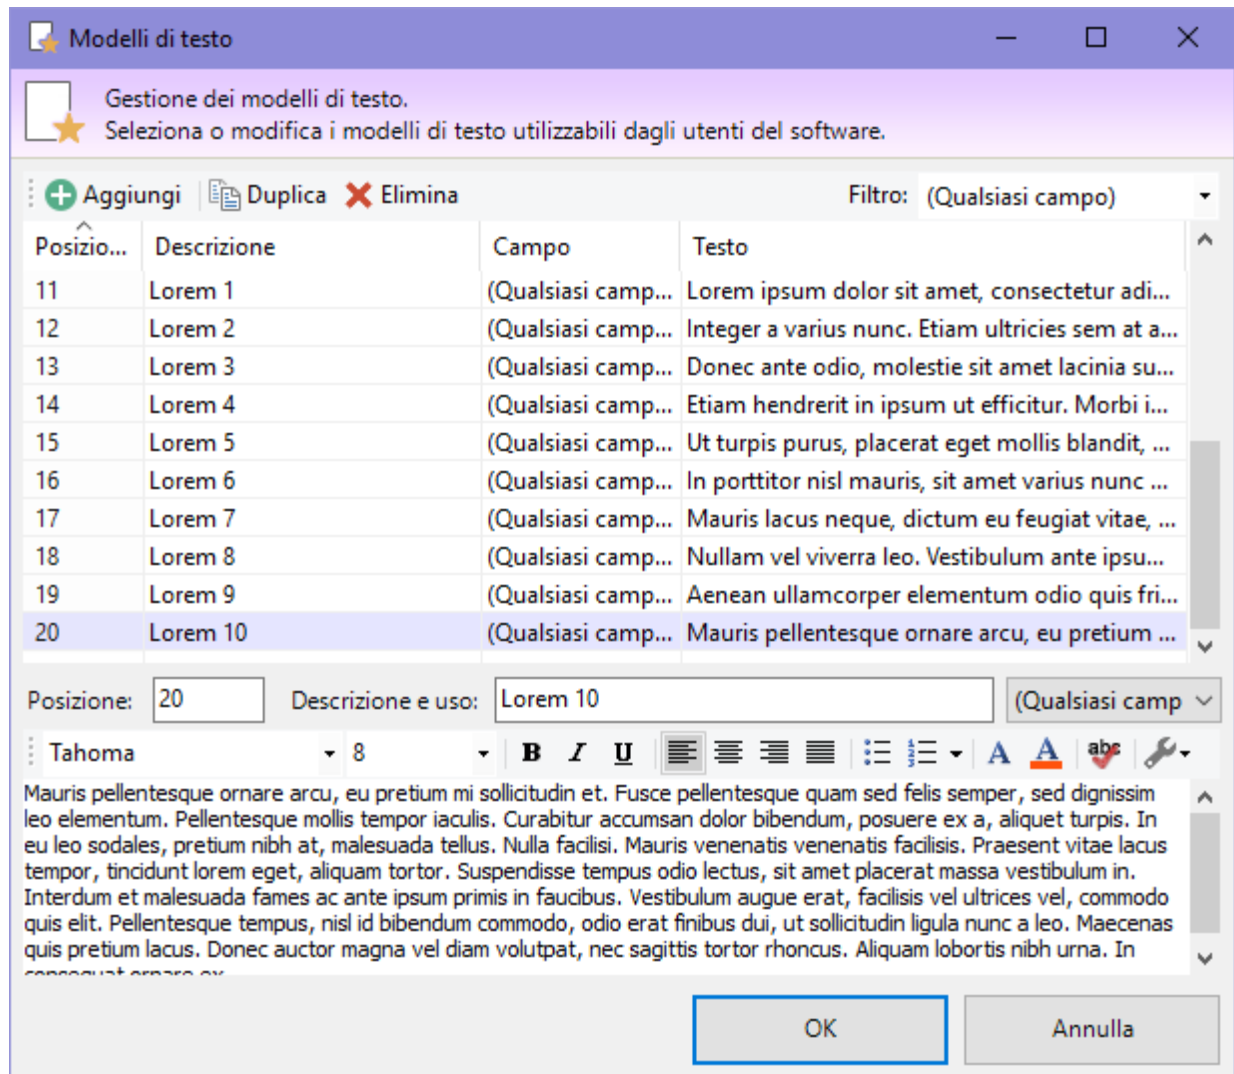 Modelli di testo
Gestione dei modelli di testo.
Seleziona o modifica i modelli di testo utilizzabili dagli utenti del software.
Aggiungi Duplica Elimina Filtro: (Qualsiasi campo)
Posizio... Descrizione Campo Testo
11 Lorem 1 (Qualsiasi camp... Lorem ipsum dolor sit amet, consectetur adi...
12 Lorem 2 (Qualsiasi camp... Integer a varius nunc. Etiam ultricies sem at a...
13 Lorem 3 (Qualsiasi camp... Donec ante odio, molestie sit amet lacinia su...
14 Lorem 4 (Qualsiasi camp... Etiam hendrerit in ipsum ut efficitur. Morbi i...
15 Lorem 5 (Qualsiasi camp... Ut turpis purus, placerat eget mollis blandit, ...
16 Lorem 6 (Qualsiasi camp... In porttitor nisl mauris, sit amet varius nunc ...
17 Lorem 7 (Qualsiasi camp... Mauris lacus neque, dictum eu feugiat vitae, ...
18 Lorem 8 (Qualsiasi camp... Nullam vel viverra leo. Vestibulum ante ipsu...
19 Lorem 9 (Qualsiasi camp... Aenean ullamcorper elementum odio quis fri...
20 Lorem 10 (Qualsiasi camp... Mauris pellentesque ornare arcu, eu pretium ...
Posizione: 20 Descrizione e uso: Lorem 10 (Qualsiasi camp
Tahoma 8 B I U A A abc
Mauris pellentesque ornare arcu, eu pretium mi sollicitudin et. Fusce pellentesque quam sed felis semper, sed dignissim
leo elementum. Pellentesque mollis tempor iaculis. Curabitur accumsan dolor bibendum, posuere ex a, aliquet turpis. In
eu leo sodales, pretium nibh at, malesuada tellus. Nulla facilisi. Mauris venenatis venenatis facilisis. Praesent vitae lacus
tempor, tincidunt lorem eget, aliquam tortor. Suspendisse tempus odio lectus, sit amet placerat massa vestibulum in.
Interdum et malesuada fames ac ante ipsum primis in faucibus. Vestibulum augue erat, facilisis vel ultrices vel, commodo
quis elit. Pellentesque tempus, nisl id bibendum commodo, odio erat finibus dui, ut sollicitudin ligula nunc a leo. Maecenas
quis pretium lacus. Donec auctor magna vel diam volutpat, nec sagittis tortor rhoncus. Aliquam lobortis nibh urna. In
consequat ornare ex
OK Annulla